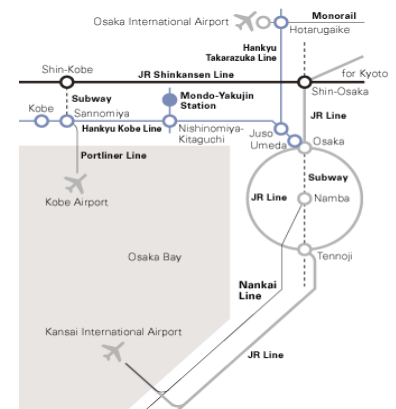 Monorail
Osaka International Airport
Hotarugaike
Hankyu
Takarazuka Line
Shin-Kobe
JR Shinkansen Line
for Kyoto
Shin-Osaka
Subway
Mondo-Yakujin
Station
Kobe
Sannomiya
JR Line
Hankyu Kobe Line
Nishinomiya-
Kitaguchi
Juso
Umeda
Osaka
Portliner Line
Subway
Kobe Airport
JR Line
Namba
Osaka Bay
Tennoji
Nankai
Line
Kansai International Airport
JR Line